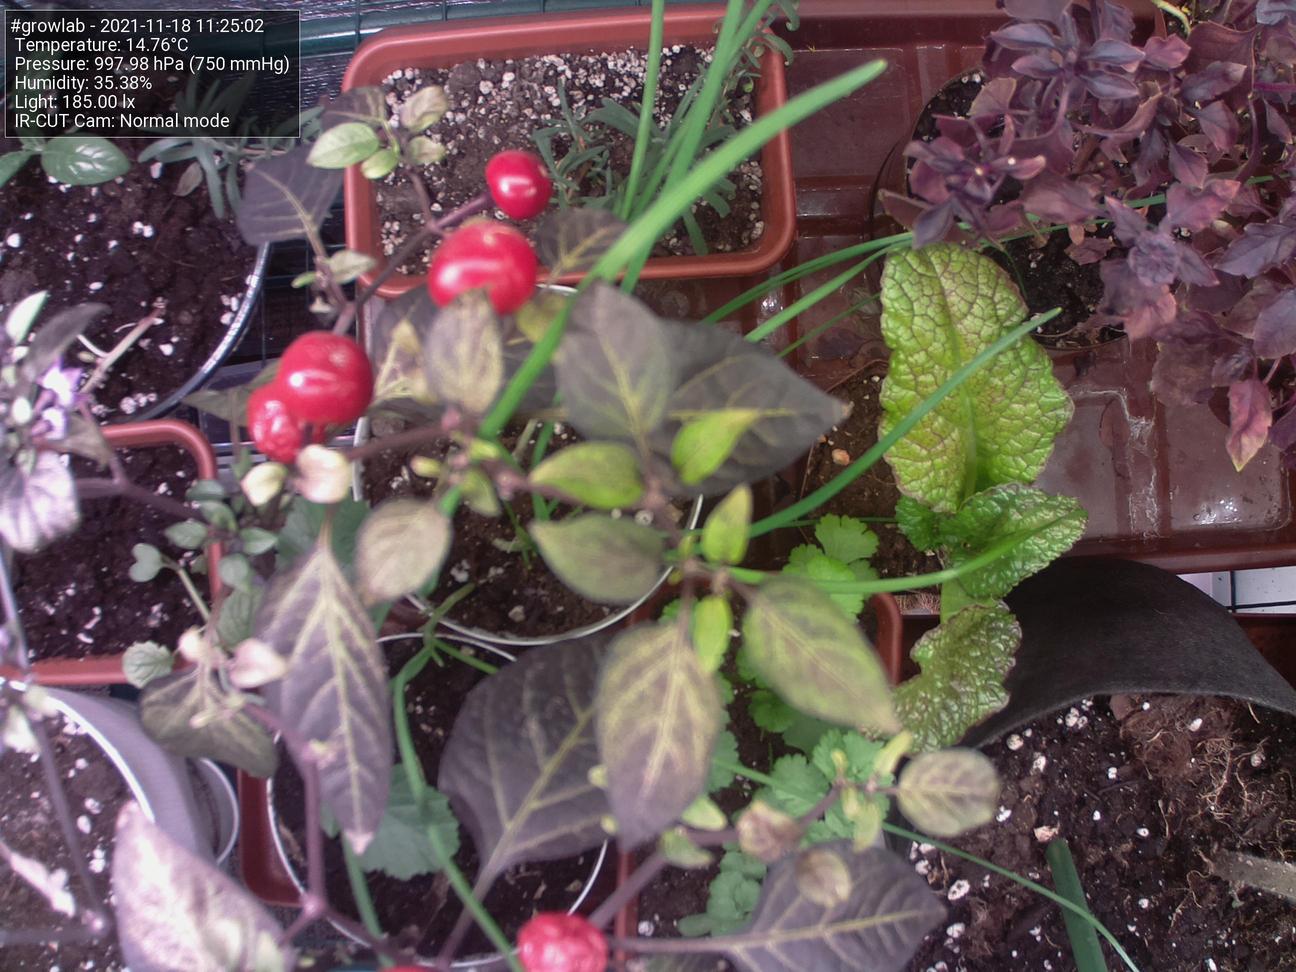 #growlab - 2021-11-18 11:25:02
Temperature: 14.76°C
Pressure: 997.98 hPa (750 mmHg)
Humidity: 35.38%
Light: 185.00 lx
IR-CUT Cam: Normal mode